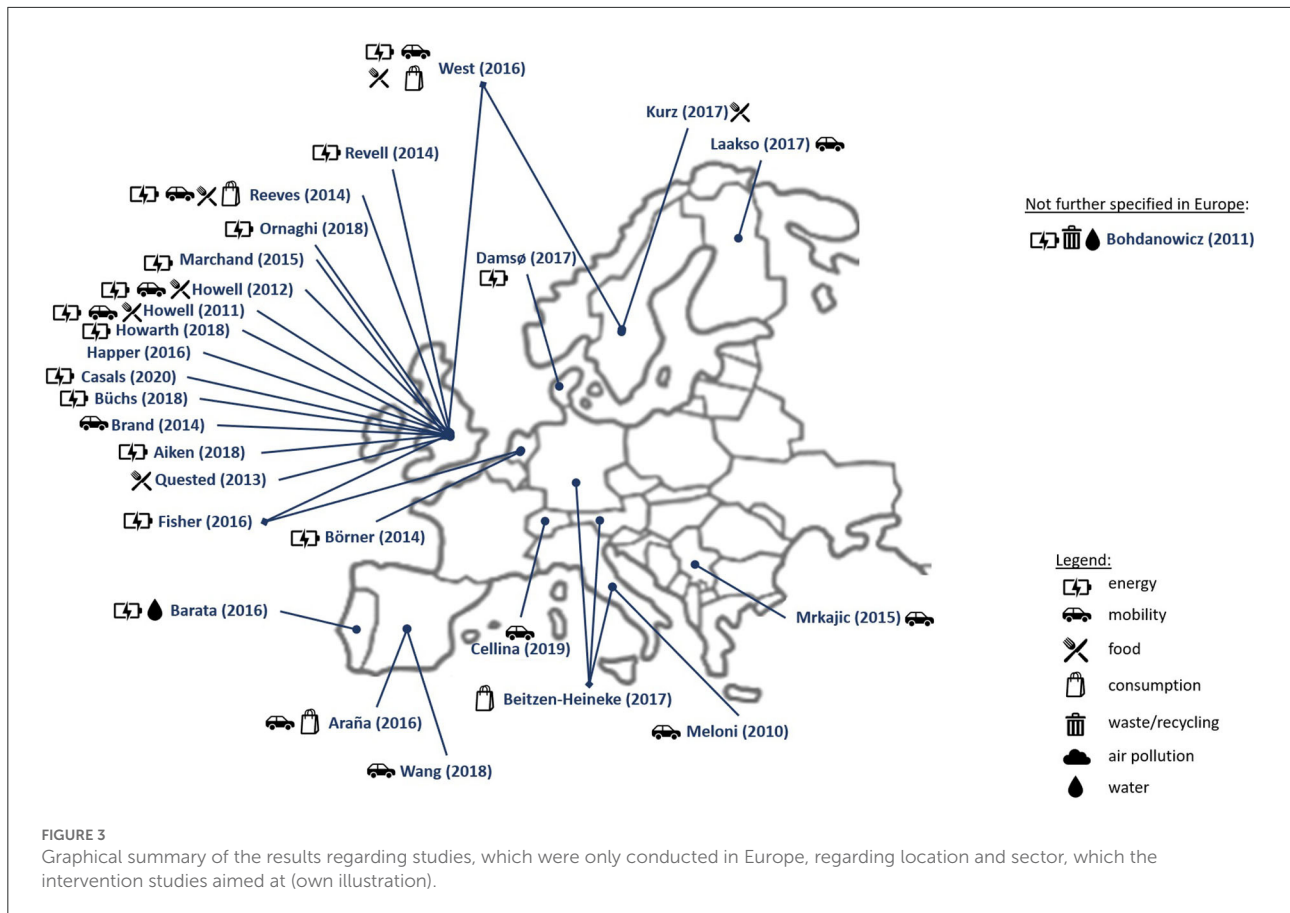 West (2016)
Kurz (2017)
Laakso (2017)
Revell (2014)
Reeves (2014)
Ornaghi (2018)
Marchand (2015)
Howell (2012)
Howell (2011)
Howarth (2018)
Happer (2016)
Casals (2020)
Büchs (2018)
Brand (2014)
Aiken (2018)
Quested (2013)
Fisher (2016)
Börner (2014)
Damsø (2017)
Not further specified in Europe:
Bohdanowicz (2011)
Barata (2016)
Cellina (2019)
Mrkajic (2015)
Beitzen-Heineke (2017)
Araña (2016)
Meloni (2010)
Wang (2018)
Legend:
energy
mobility
food
consumption
waste/recycling
air pollution
water
FIGURE 3
Graphical summary of the results regarding studies, which were only conducted in Europe, regarding location and sector, which the
intervention studies aimed at (own illustration).